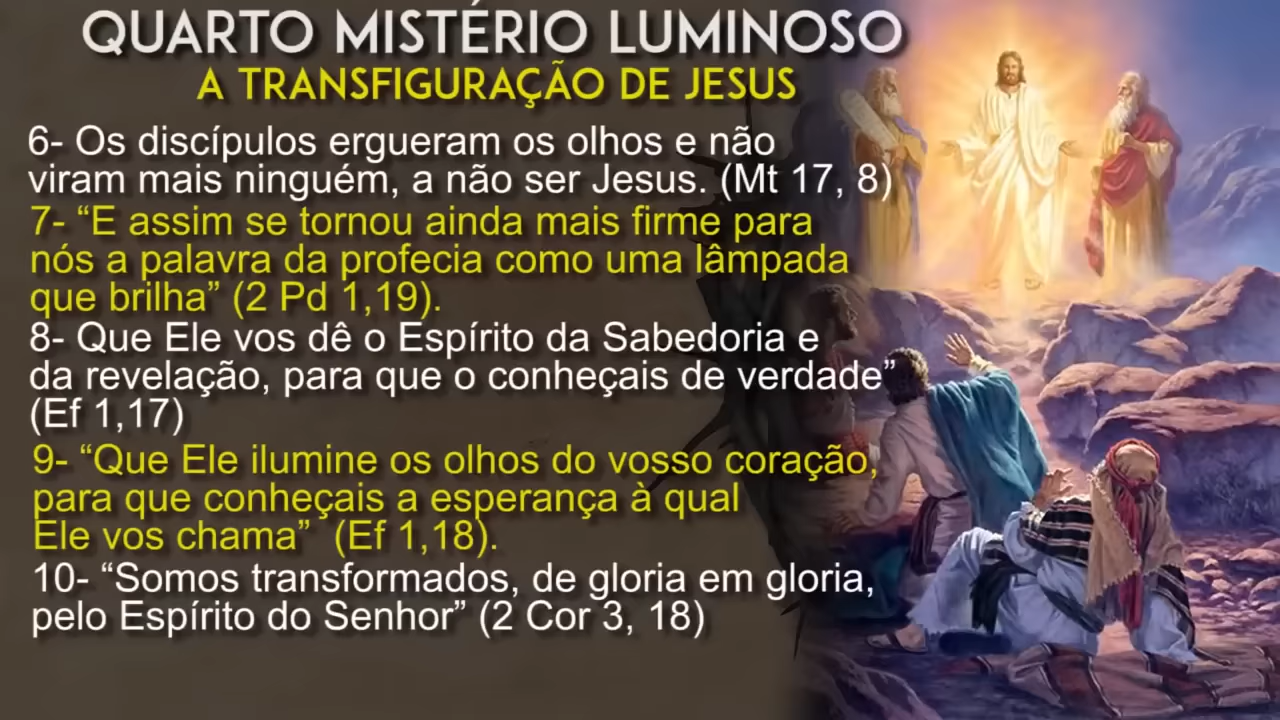 QUARTO MISTÉRIO LUMINOSO
A TRANSFIGURAÇÃO DE JESUS
6- Os discípulos ergueram os olhos e não
viram mais ninguém, a não ser Jesus. (Mt 17, 8)
7- “E assim se tornou ainda mais firme para
nós a palavra da profecia como uma lâmpada
que brilha” (2 Pd 1,19).
8- Que Ele vos dê o Espírito da Sabedoria e
da revelação, para que o conheçais de verdade”
(Ef 1,17)
9- “Que Ele ilumine os olhos do vosso coração,
para que conheçais a esperança à qual
Ele vos chama” (Ef 1,18).
10- “Somos transformados, de gloria em gloria,
pelo Espírito do Senhor” (2 Cor 3, 18)